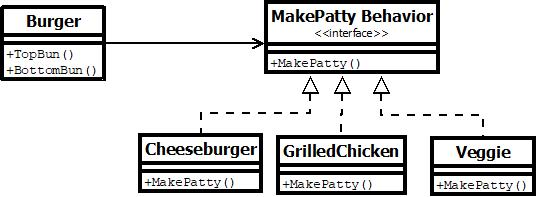 Burger
+TopBun()
+BottomBun()
MakePatty Behavior
<<interface>>
+MakePatty()
Cheeseburger
+MakePatty()
GrilledChicken
+MakePatty()
Veggie
+MakePatty()